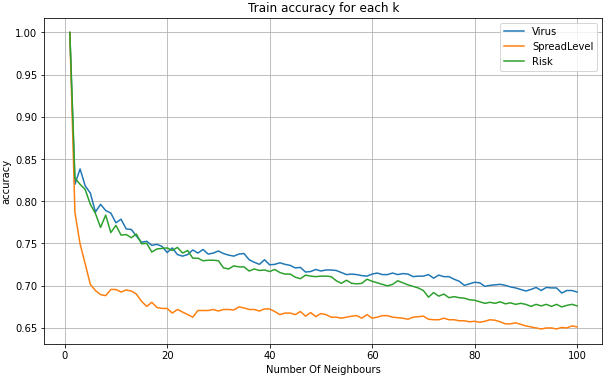 Train accuracy for each k
Virus
SpreadLevel
Risk
accuracy
1.00
0.95
0.90
0.85
0.80
0.75
0.70
0.65
0
20
40
60
80
100
Number Of Neighbours